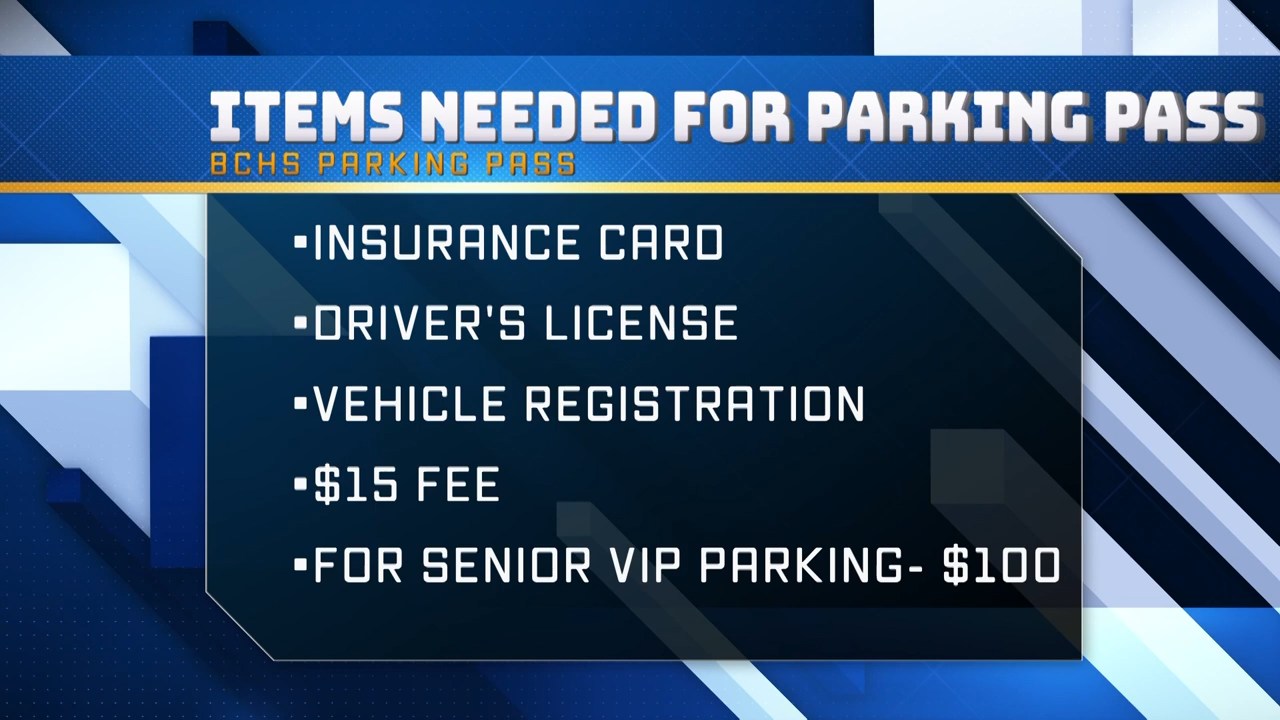 ITEMS NEEDED FOR PARKING PASS
BCHS PARKING PASS
▪INSURANCE CARD
▪DRIVER'S LICENSE
▪VEHICLE REGISTRATION
▪$15 FEE
▪FOR SENIOR VIP PARKING- $100